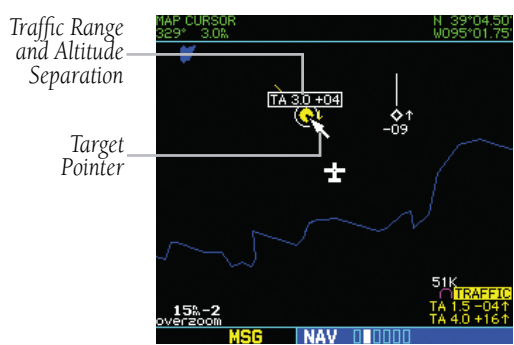 Traffic Range
and Altitude
Separation
Target
Pointer
MAP CURSOR
329° 3.0㎚
N 39°04.50'
W095°01.75'
TA 3.0 +04
-09
51K
TRAFFIC
TA 1.5 -04↑
TA 4.0 +16↑
15㎚-2
overzoom
MSG
NAV